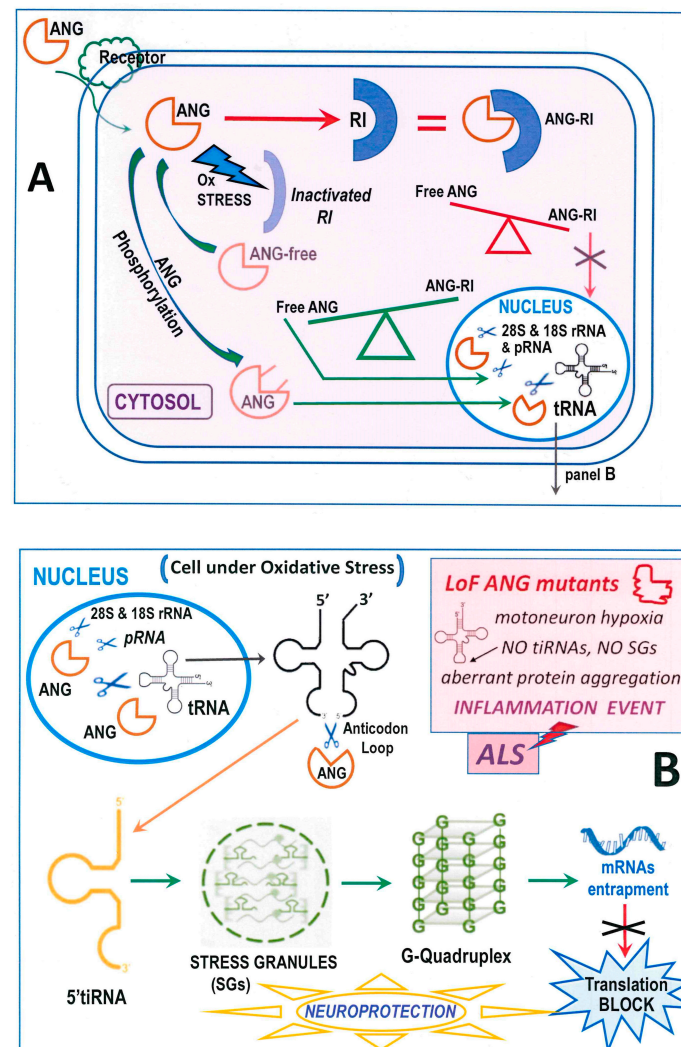 ANG
Receptor
ANG
RI
ANG-RI
A
Ox
STRESS
Inactivated
RI
Free ANG
ANG-RI
ANG-free
ANG
Phosphorylation
ANG-RI
Free ANG
NUCLEUS
28S & 18S rRNA
& pRNA
tRNA
ANG
CYTOSOL
panel B
NUCLEUS
(Cell under Oxidative Stress)
28S & 18S rRNA
pRNA
ANG
tRNA
ANG
5’
3’
3'
5'
Anticodon
Loop
ANG
LoF ANG mutants
motoneuron hypoxia
NO tiRNAs, NO SGs
aberrant protein aggregation
INFLAMMATION EVENT
ALS
B
5'
3'
5'tiRNA
STRESS GRANULES
(SGs)
G G G G
G G G G
G G G G
G G G G
G G G G
G-Quadruplex
mRNAs
entrapment
Translation
BLOCK
NEUROPROTECTION